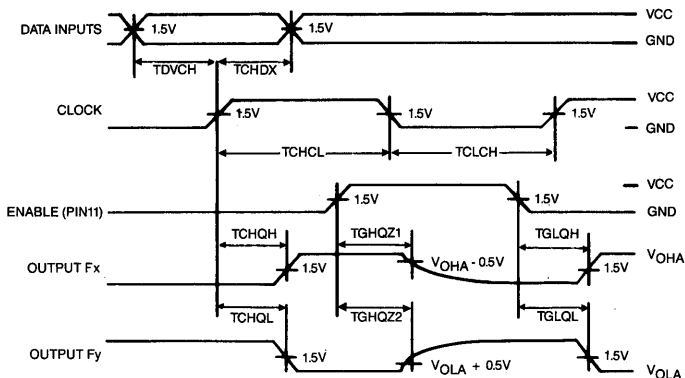 DATA INPUTS
1.5V
1.5V
VCC
GND
TDVCH
TCHDX
CLOCK
1.5V
1.5V
1.5V
VCC
GND
TCHCL
TCLCH
ENABLE (PIN11)
1.5V
1.5V
VCC
GND
TCHQH
TGHQZ1
TGLQH
OUTPUT Fx
1.5V
VOHA - 0.5V
1.5V
VOHA
TCHQL
TGHQZ2
TGLQL
OUTPUT Fy
1.5V
VOLA + 0.5V
1.5V
VOLA